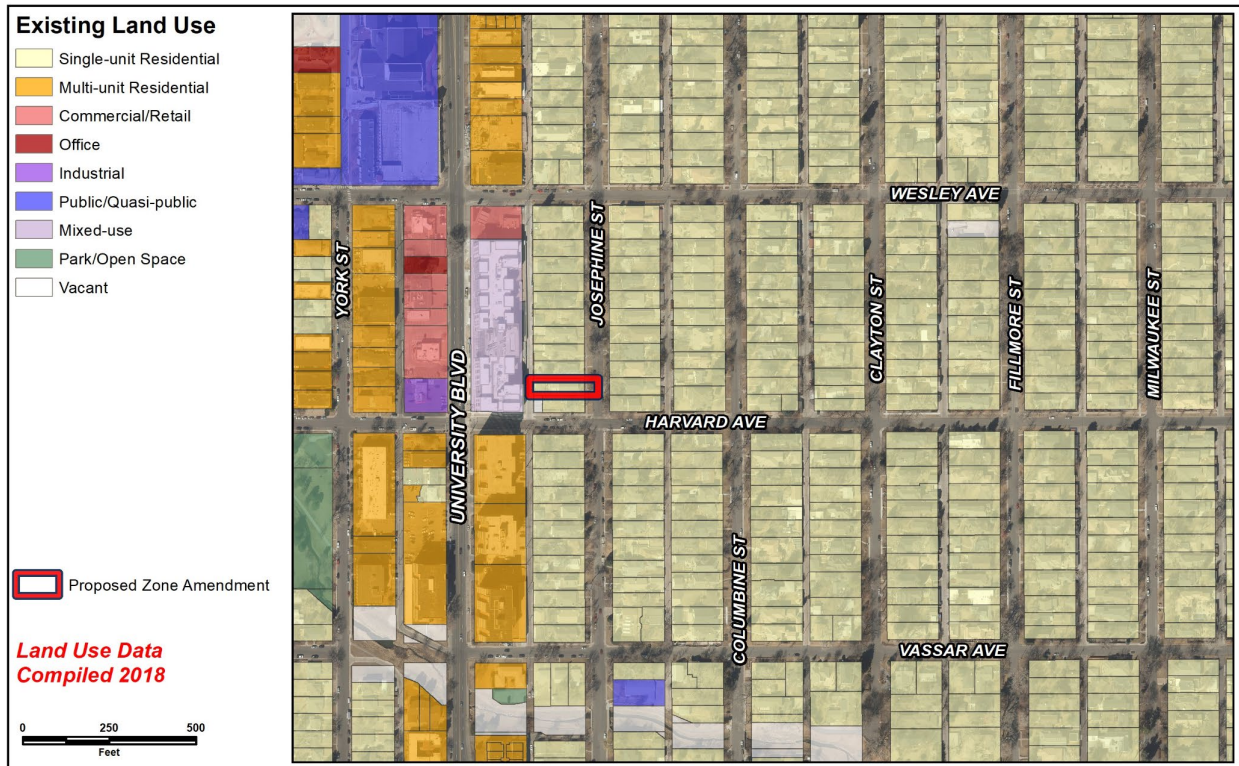 Existing Land Use
Single-unit Residential
Multi-unit Residential
Commercial/Retail
Office
Industrial
Public/Quasi-public
Mixed-use
Park/Open Space
Vacant
Proposed Zone Amendment
Land Use Data
Compiled 2018
0 250 500
Feet
WESLEY AVE
YORK ST
JOSEPHINE ST
CLAYTON ST
FILLMORE ST
MILWAUKEE ST
UNIVERSITY BLVD
HARVARD AVE
COLUMBINE ST
VASSAR AVE